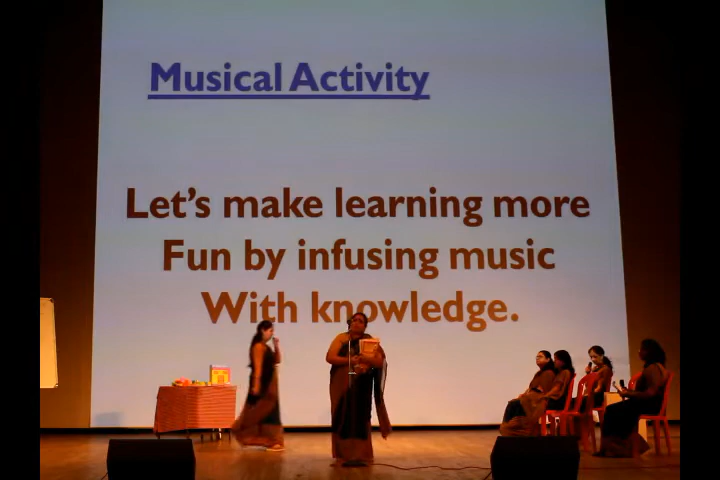 Musical Activity
Let's make learning more
Fun by infusing music
With knowledge.